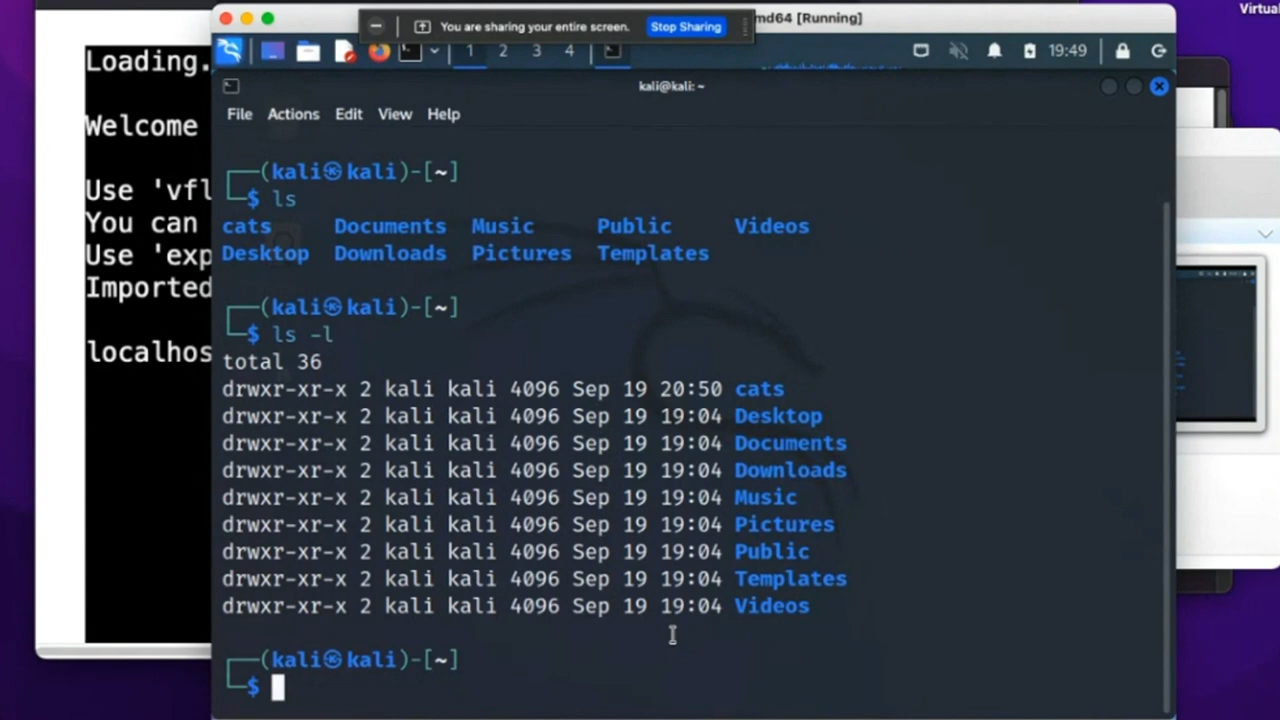 Virtual
md64 [Running]
You are sharing your entire screen. Stop Sharing
1 2 3 4 19:49
kali@kali: ~
File Actions Edit View Help
Loading.
Welcome
Use 'vfl
You can
Use 'exp
Imported
localhos
┌──(kali㉿kali)-[~]
└─$ ls
cats Documents Music Public Videos
Desktop Downloads Pictures Templates
┌──(kali㉿kali)-[~]
└─$ ls -l
total 36
drwxr-xr-x 2 kali kali 4096 Sep 19 20:50 cats
drwxr-xr-x 2 kali kali 4096 Sep 19 19:04 Desktop
drwxr-xr-x 2 kali kali 4096 Sep 19 19:04 Documents
drwxr-xr-x 2 kali kali 4096 Sep 19 19:04 Downloads
drwxr-xr-x 2 kali kali 4096 Sep 19 19:04 Music
drwxr-xr-x 2 kali kali 4096 Sep 19 19:04 Pictures
drwxr-xr-x 2 kali kali 4096 Sep 19 19:04 Public
drwxr-xr-x 2 kali kali 4096 Sep 19 19:04 Templates
drwxr-xr-x 2 kali kali 4096 Sep 19 19:04 Videos
┌──(kali㉿kali)-[~]
└─$